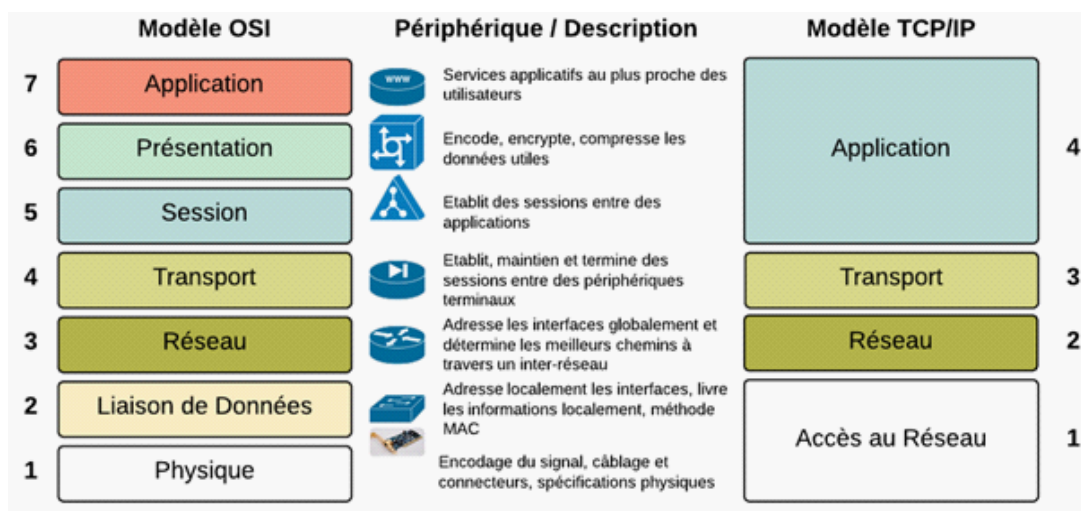 Modèle OSI
Périphérique / Description
Modèle TCP/IP
7
Application
www
Services applicatifs au plus proche des
utilisateurs
6
Présentation
Encode, encrypte, compresse les
données utiles
Application
4
5
Session
Etablit des sessions entre des
applications
4
Transport
Etablit, maintien et termine des
sessions entre des périphériques
terminaux
Transport
3
3
Réseau
Adresse les interfaces globalement et
détermine les meilleurs chemins à
travers un inter-réseau
Réseau
2
2
Liaison de Données
Adresse localement les interfaces, livre
les informations localement, méthode
MAC
Accès au Réseau
1
1
Physique
Encodage du signal, câblage et
connecteurs, spécifications physiques